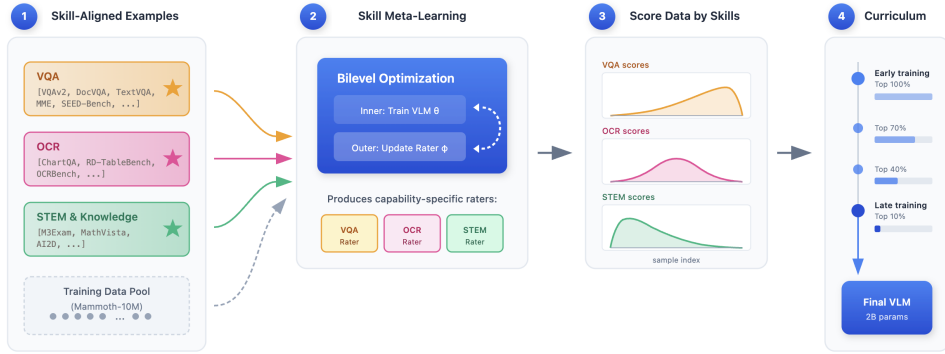 1 Skill-Aligned Examples
VQA
[VQAv2, DocVQA, TextVQA,
MME, SEED-Bench, ...]
OCR
[ChartQA, RD-TableBench,
OCRBench, ...]
STEM & Knowledge
[M3Exam, MathVista,
AI2D, ...]
Training Data Pool
(Mammoth-10M)
...
2 Skill Meta-Learning
Bilevel Optimization
Inner: Train VLM θ
Outer: Update Rater ϕ
Produces capability-specific raters:
VQA
Rater
OCR
Rater
STEM
Rater
3 Score Data by Skills
VQA scores
OCR scores
STEM scores
sample index
4 Curriculum
Early training
Top 100%
Top 70%
Top 40%
Late training
Top 10%
Final VLM
2B params